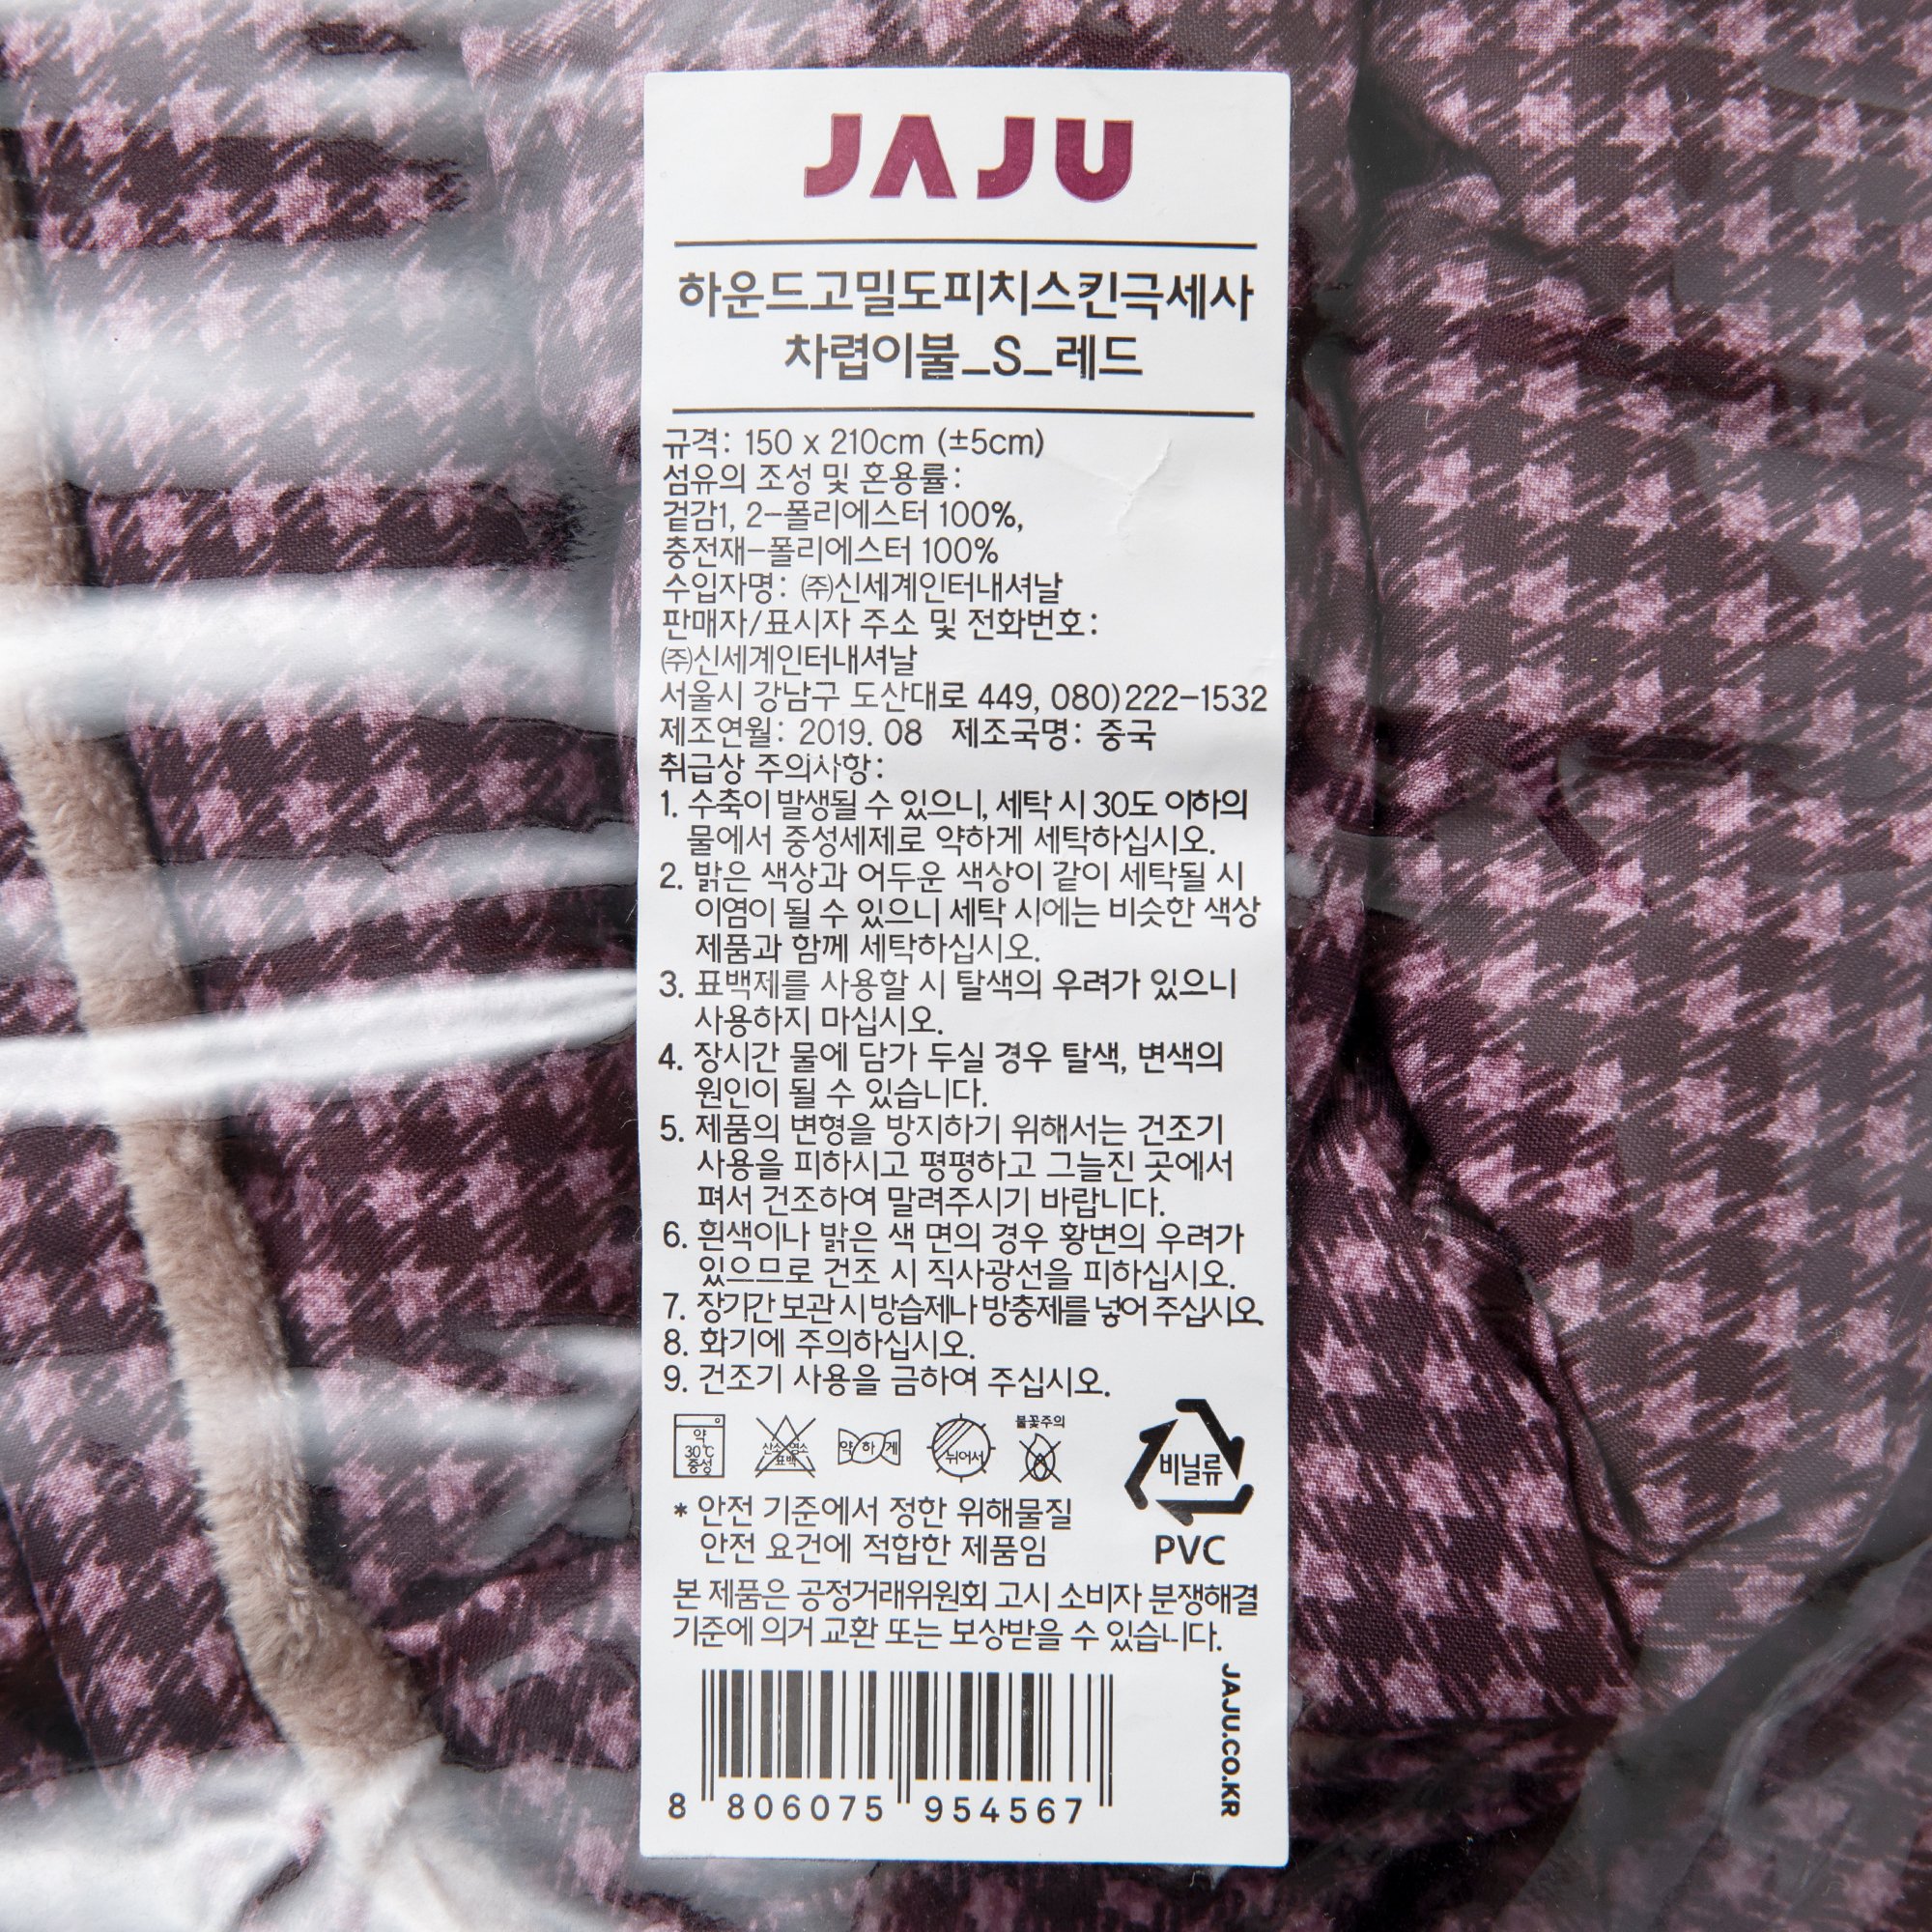 JAJU
하운드고밀도피치스킨극세사
차렵이불_S_레드
규격: 150 x 210cm (±5cm)
섬유의 조성 및 혼용률:
겉감1, 2-폴리에스터 100%,
충전재-폴리에스터 100%
수입자명: ㈜신세계인터내셔날
판매자/표시자 주소 및 전화번호:
㈜신세계인터내셔날
서울시 강남구 도산대로 449, 080)222-1532
제조연월: 2019. 08 제조국명: 중국
취급상 주의사항:
1. 수축이 발생될 수 있으니, 세탁 시 30도 이하의
물에서 중성세제로 약하게 세탁하십시오.
2. 밝은 색상과 어두운 색상이 같이 세탁될 시
이염이 될 수 있으니 세탁 시에는 비슷한 색상
제품과 함께 세탁하십시오.
3. 표백제를 사용할 시 탈색의 우려가 있으니
사용하지 마십시오.
4. 장시간 물에 담가 두실 경우 탈색, 변색의
원인이 될 수 있습니다.
5. 제품의 변형을 방지하기 위해서는 건조기
사용을 피하시고 평평하고 그늘진 곳에서
펴서 건조하여 말려주시기 바랍니다.
6. 흰색이나 밝은 색 면의 경우 황변의 우려가
있으므로 건조 시 직사광선을 피하십시오.
7. 장기간 보관 시 방습제나 방충제를 넣어 주십시오.
8. 화기에 주의하십시오.
9. 건조기 사용을 금하여 주십시오.
약
30℃
중성
산소 염소
표백
약하게
뉘어서
불꽃주의
비닐류
PVC
* 안전 기준에서 정한 위해물질
안전 요건에 적합한 제품임
본 제품은 공정거래위원회 고시 소비자 분쟁해결
기준에 의거 교환 또는 보상받을 수 있습니다.
JAJU.CO.KR
8 806075 954567